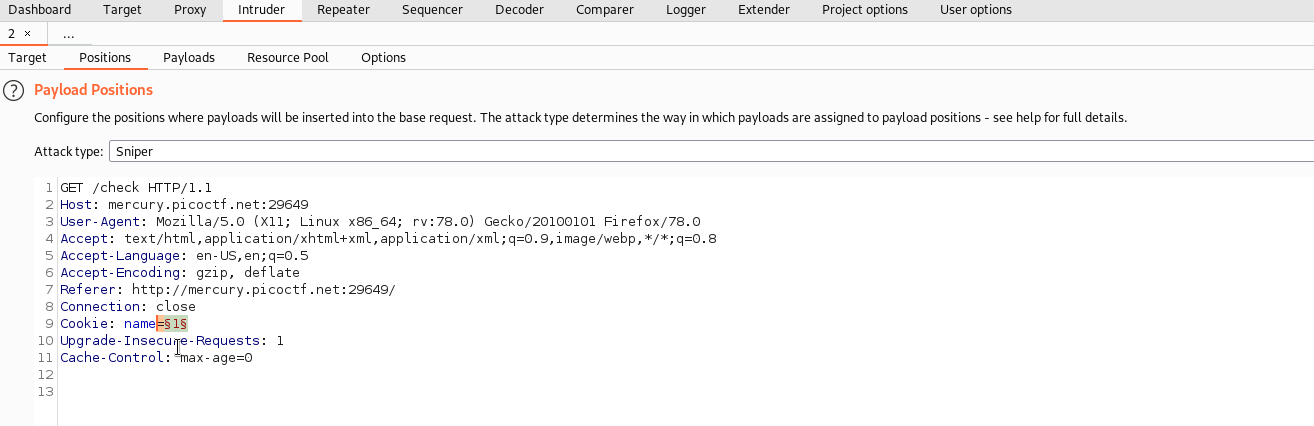 Dashboard Target Proxy Intruder Repeater Sequencer Decoder Comparer Logger Extender Project options User options
2 × ...
Target Positions Payloads Resource Pool Options
? Payload Positions
Configure the positions where payloads will be inserted into the base request. The attack type determines the way in which payloads are assigned to payload positions - see help for full details.
Attack type: Sniper
1 GET /check HTTP/1.1
2 Host: mercury.picoctf.net:29649
3 User-Agent: Mozilla/5.0 (X11; Linux x86_64; rv:78.0) Gecko/20100101 Firefox/78.0
4 Accept: text/html,application/xhtml+xml,application/xml;q=0.9,image/webp,*/*;q=0.8
5 Accept-Language: en-US,en;q=0.5
6 Accept-Encoding: gzip, deflate
7 Referer: http://mercury.picoctf.net:29649/
8 Connection: close
9 Cookie: name=§1§
10 Upgrade-Insecure-Requests: 1
11 Cache-Control: max-age=0
12
13